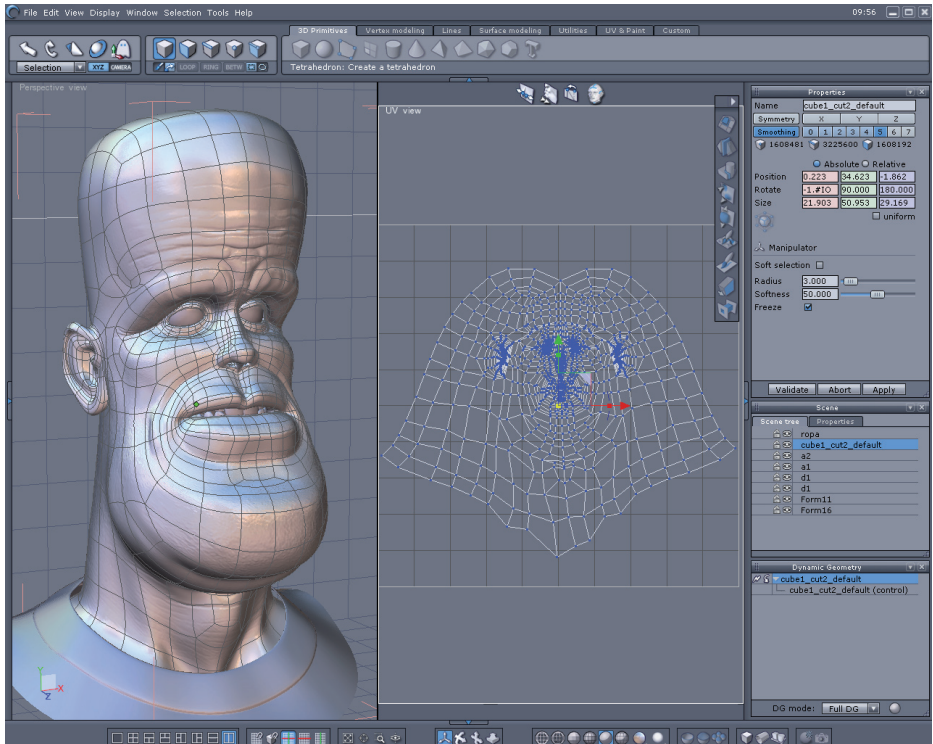 File Edit View Display Window Selection Tools Help
09:56
3D Primitives Vertex modeling Lines Surface modeling Utilities UV & Paint Custom
Selection XYZ CAMERA LOOP RING BETW
Tetrahedron: Create a tetrahedron
Perspective view
UV view
Properties
Name cube1_cut2_default
Symmetry X Y Z
Smoothing 0 1 2 3 4 5 6 7
1608481 3225600 1608192
Absolute Relative
Position 0.223 34.623 -1.862
Rotate -1.#IO 90.000 180.000
Size 21.903 50.953 29.169
uniform
Manipulator
Soft selection
Radius 3.000
Softness 50.000
Freeze
Validate Abort Apply
Scene
Scene tree Properties
ropa
cube1_cut2_default
a2
a1
d1
d1
Form11
Form16
Dynamic Geometry
cube1_cut2_default
cube1_cut2_default (control)
Y
X
Z
DG mode: Full DG